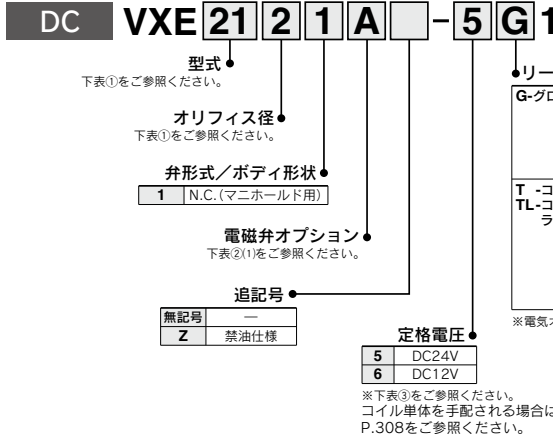 DC VXE 21 2 1 A - 5 G 1
型式
下表①をご参照ください。
オリフィス径
下表①をご参照ください。
弁形式／ボディ形状
1 N.C.(マニホールド用)
電磁弁オプション
下表②⑴をご参照ください。
追記号
無記号 —
Z 禁油仕様
定格電圧
5 DC24V
6 DC12V
※下表③をご参照ください。
コイル単体を手配される場合は
P.308をご参照ください。
リー
G-グロ
T -コ
TL-コ
ラ
※電気オ